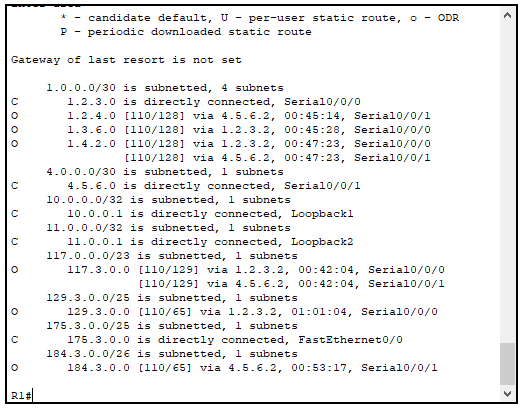 * - candidate default, U - per-user static route, o - ODR
P - periodic downloaded static route
Gateway of last resort is not set
1.0.0.0/30 is subnetted, 4 subnets
C 1.2.3.0 is directly connected, Serial0/0/0
O 1.2.4.0 [110/128] via 4.5.6.2, 00:45:14, Serial0/0/1
O 1.3.6.0 [110/128] via 1.2.3.2, 00:45:28, Serial0/0/0
O 1.4.2.0 [110/128] via 1.2.3.2, 00:47:23, Serial0/0/0
[110/128] via 4.5.6.2, 00:47:23, Serial0/0/1
4.0.0.0/30 is subnetted, 1 subnets
C 4.5.6.0 is directly connected, Serial0/0/1
10.0.0.0/32 is subnetted, 1 subnets
C 10.0.0.1 is directly connected, Loopback1
11.0.0.0/32 is subnetted, 1 subnets
C 11.0.0.1 is directly connected, Loopback2
117.0.0.0/23 is subnetted, 1 subnets
O 117.3.0.0 [110/129] via 1.2.3.2, 00:42:04, Serial0/0/0
[110/129] via 4.5.6.2, 00:42:04, Serial0/0/1
129.3.0.0/25 is subnetted, 1 subnets
O 129.3.0.0 [110/65] via 1.2.3.2, 01:01:04, Serial0/0/0
175.3.0.0/25 is subnetted, 1 subnets
C 175.3.0.0 is directly connected, FastEthernet0/0
184.3.0.0/26 is subnetted, 1 subnets
O 184.3.0.0 [110/65] via 4.5.6.2, 00:53:17, Serial0/0/1
R1#